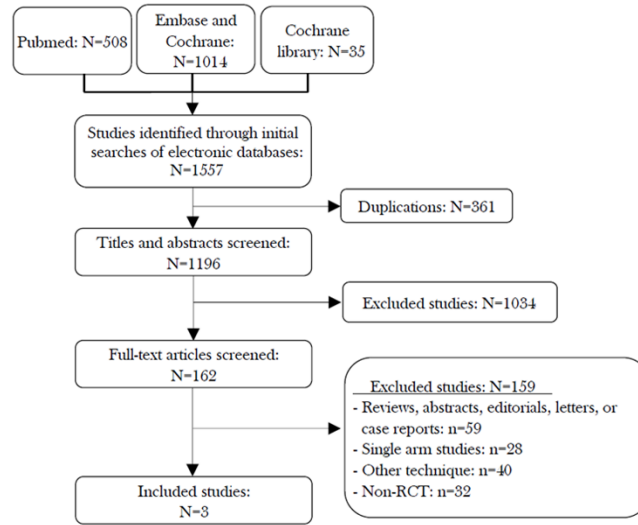 Pubmed: N=508
Embase and
Cochrane:
N=1014
Cochrane
library: N=35
Studies identified through initial
searches of electronic databases:
N=1557
Duplications: N=361
Titles and abstracts screened:
N=1196
Excluded studies: N=1034
Full-text articles screened:
N=162
Excluded studies: N=159
- Reviews, abstracts, editorials, letters, or
case reports: n=59
- Single arm studies: n=28
- Other technique: n=40
- Non-RCT: n=32
Included studies:
N=3